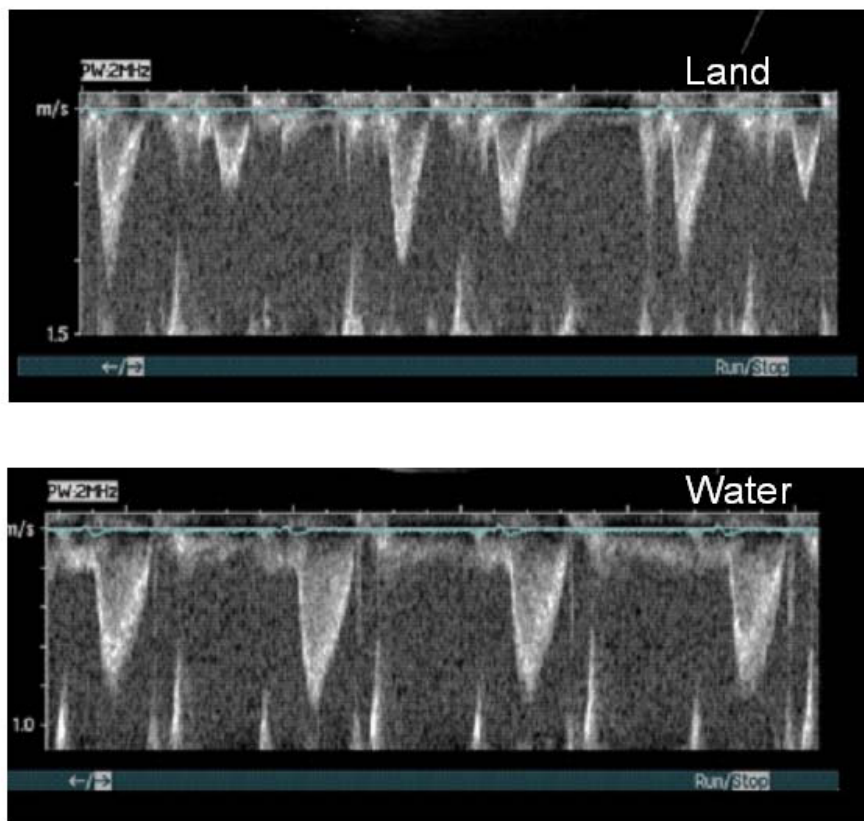 Land
PW:2MHz
m/s
1.5
←/→ Run/Stop
Water
PW:2MHz
m/s
1.0
←/→ Run/Stop